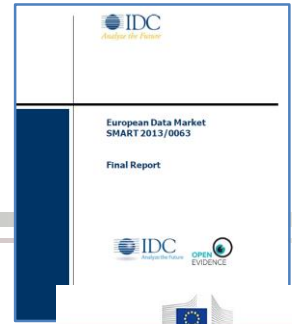 IDC
Analyze the Future
European Data Market
SMART 2013/0063
Final Report
IDC
Analyze the Future
OPEN
EVIDENCE